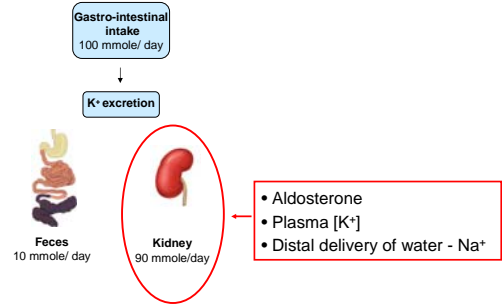 Gastro-intestinal
intake
100 mmole/ day
K⁺ excretion
Feces
10 mmole/ day
Kidney
90 mmole/day
• Aldosterone
• Plasma [K⁺]
• Distal delivery of water - Na⁺